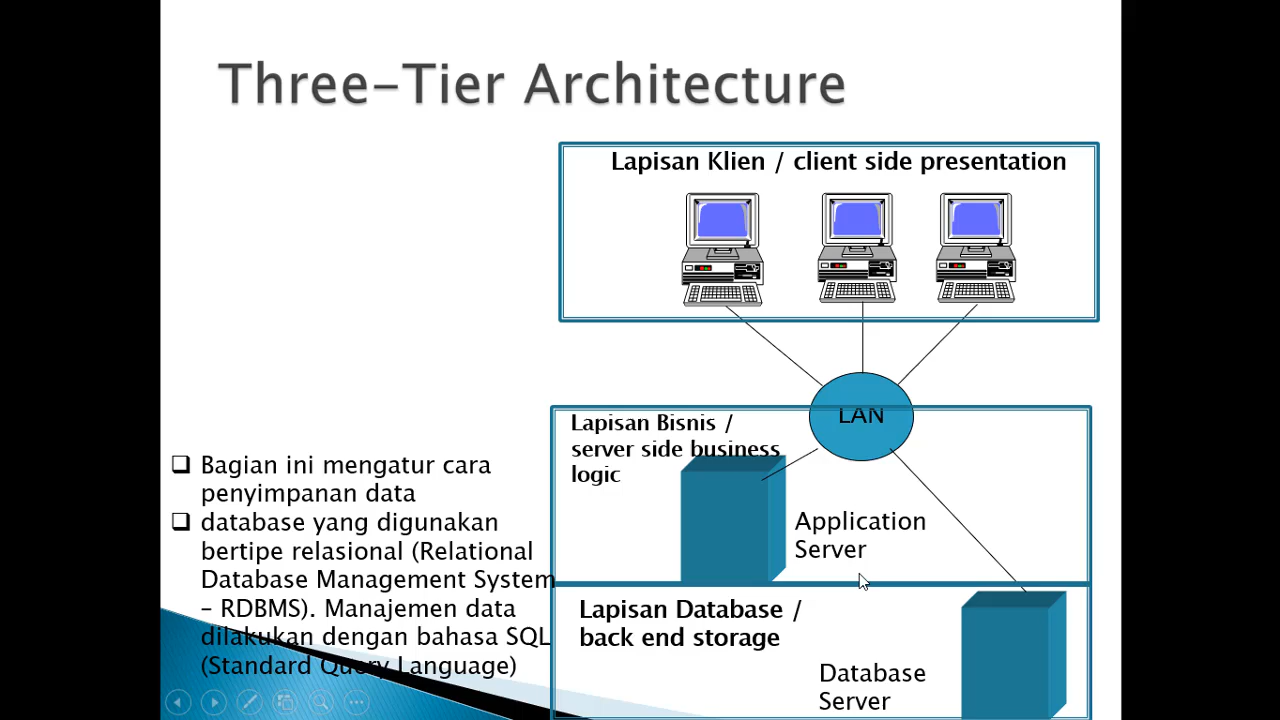 Three-Tier Architecture
Lapisan Klien / client side presentation
LAN
Lapisan Bisnis /
server side business
logic
Application
Server
Lapisan Database /
back end storage
Database
Server
❑ Bagian ini mengatur cara
penyimpanan data
❑ database yang digunakan
bertipe relasional (Relational
Database Management System
– RDBMS). Manajemen data
dilakukan dengan bahasa SQL
(Standard Query Language)